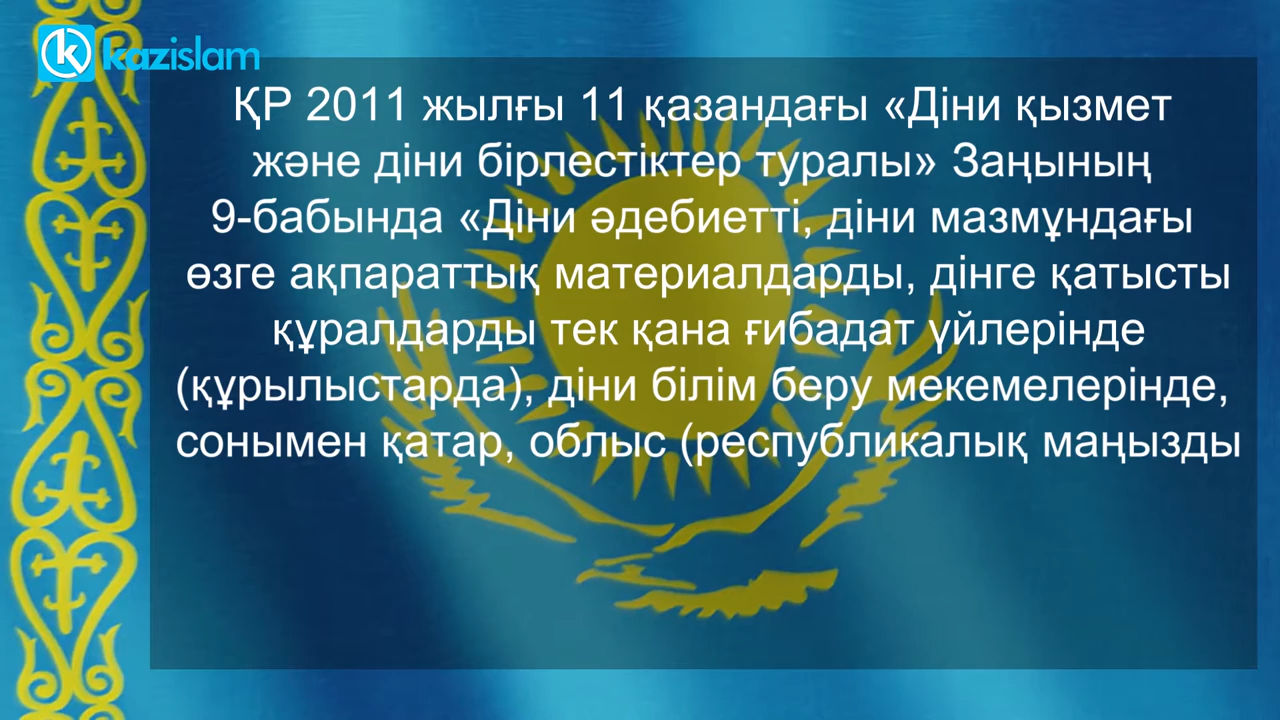 kazislam
ҚР 2011 жылғы 11 қазандағы «Діни қызмет
және діни бірлестіктер туралы» Заңының
9-бабында «Діни әдебиетті, діни мазмұндағы
өзге ақпараттық материалдарды, дінге қатысты
құралдарды тек қана ғибадат үйлерінде
(құрылыстарда), діни білім беру мекемелерінде,
сонымен қатар, облыс (республикалық маңызды